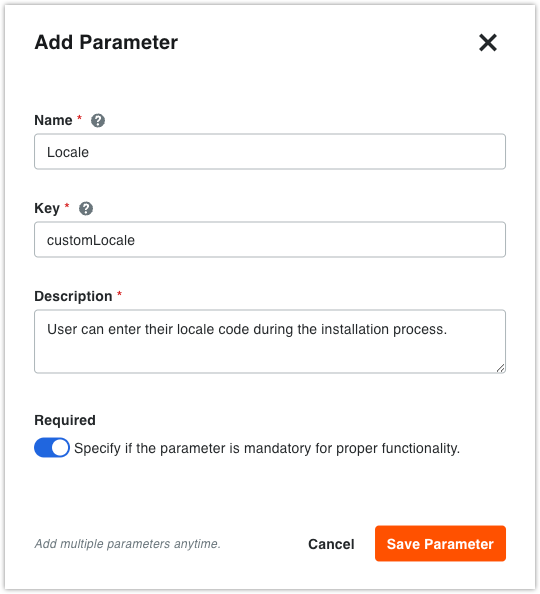 Add Parameter
Name * ?
Locale
Key * ?
customLocale
Description *
User can enter their locale code during the installation process.
Required
Specify if the parameter is mandatory for proper functionality.
Add multiple parameters anytime. Cancel Save Parameter